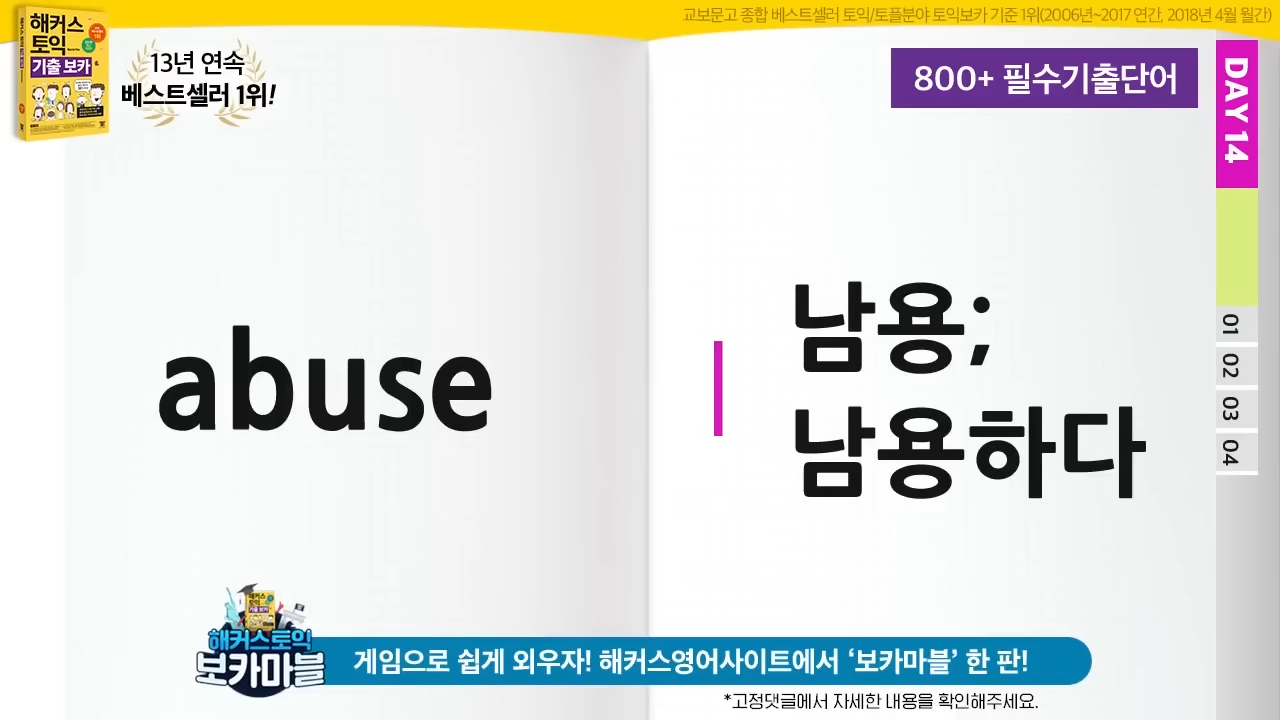 교보문고 종합 베스트셀러 토익/토플분야 토익보카 기준 1위(2006년~2017 연간, 2018년 4월 월간)
해커스
토익
기출 보카
13년 연속
베스트셀러 1위!
800+ 필수기출단어
DAY 14
01
02
03
04
abuse
남용;
남용하다
해커스토익
보카마블
게임으로 쉽게 외우자! 해커스영어사이트에서 ‘보카마블’ 한 판!
*고정댓글에서 자세한 내용을 확인해주세요.